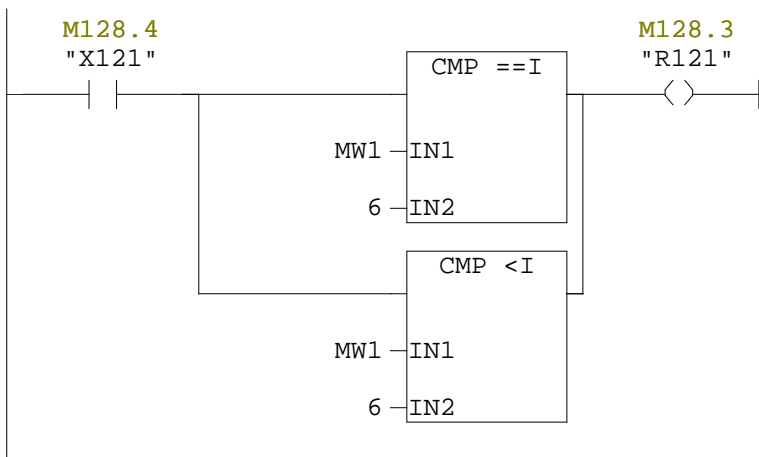 M128.4
"X121"
M128.3
"R121"
CMP ==I
MW1
IN1
6
IN2
CMP <I
MW1
IN1
6
IN2